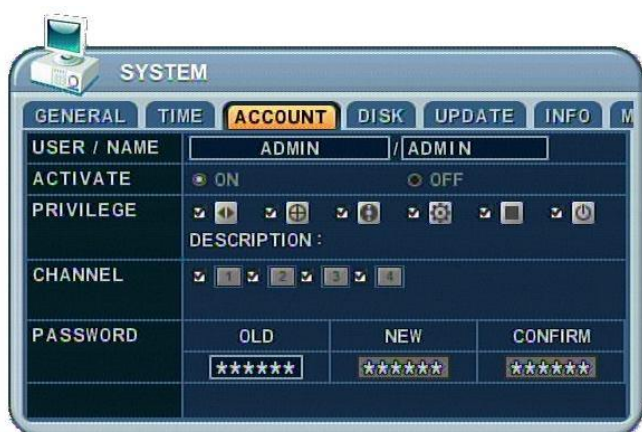 SYSTEM
GENERAL TIME ACCOUNT DISK UPDATE INFO M
USER / NAME ADMIN / ADMIN
ACTIVATE ON OFF
PRIVILEGE
DESCRIPTION :
CHANNEL 1 2 3 4
PASSWORD OLD NEW CONFIRM
****** ****** ******